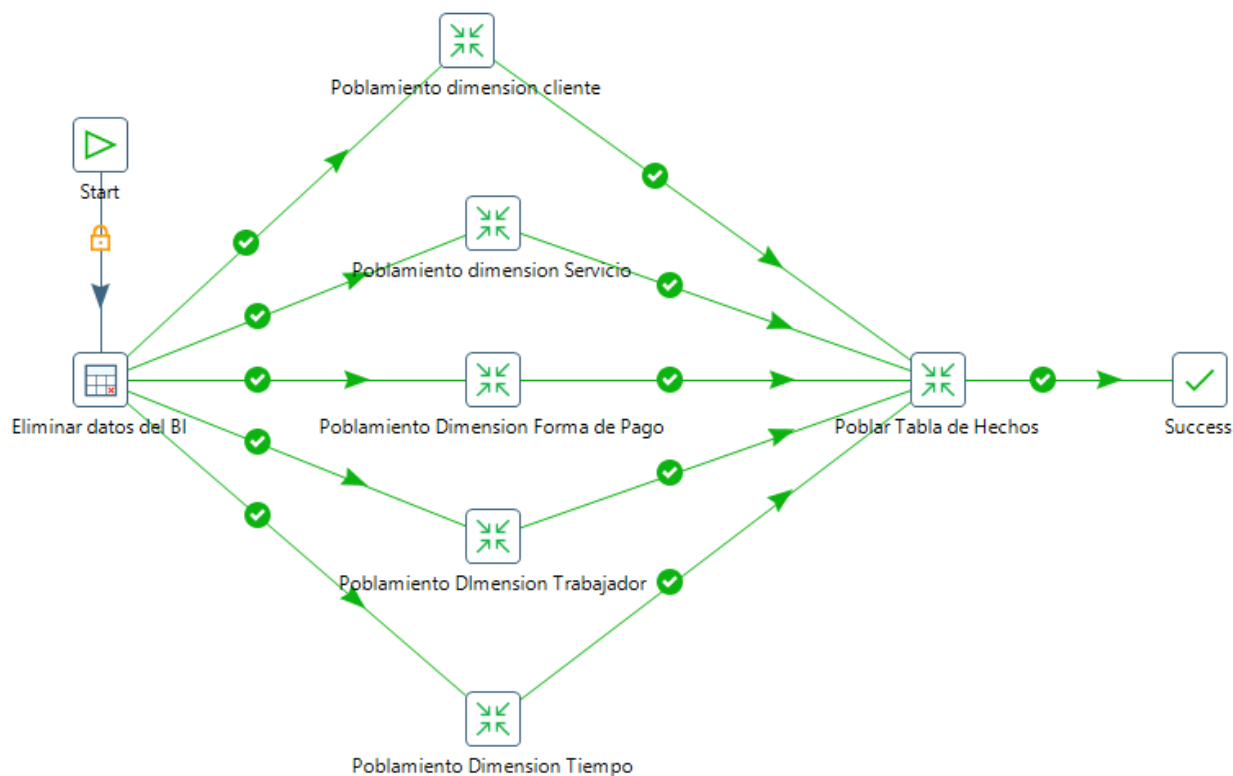 Poblamiento dimension cliente
Start
Poblamiento dimension Servicio
Eliminar datos del BI
Poblamiento Dimension Forma de Pago
Poblar Tabla de Hechos
Success
Poblamiento DImension Trabajador
Poblamiento Dimension Tiempo